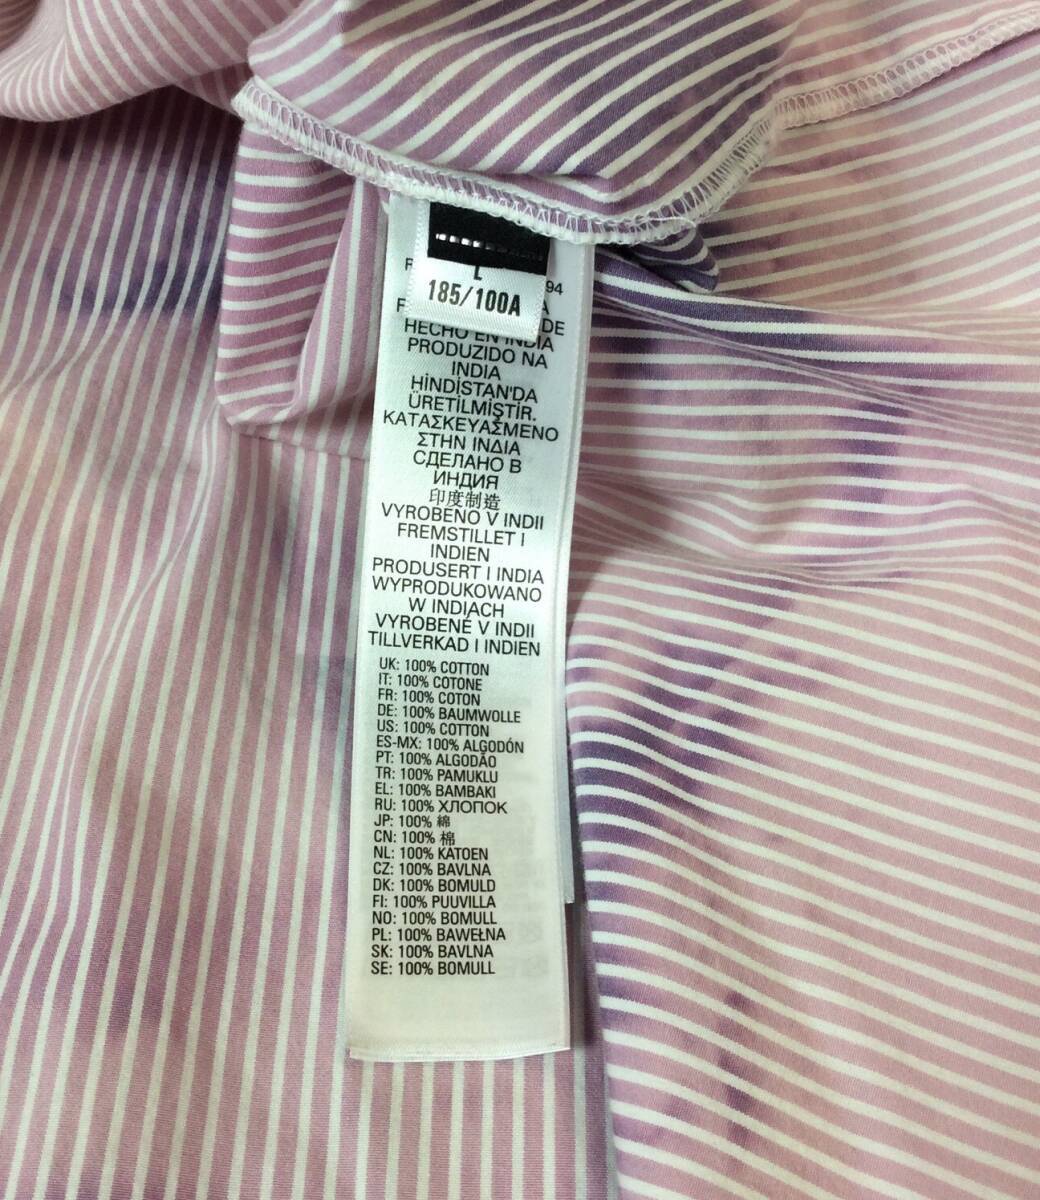 L
185/100A
94
DE
HECHO EN INDIA
PRODUZIDO NA
INDIA
HİNDİSTAN'DA
ÜRETİLMİŞTİR.
ΚΑΤΑΣΚΕΥΑΣΜΕΝΟ
ΣΤΗΝ ΙΝΔΙΑ
СДЕЛАНО В
ИНДИЯ
印度制造
VYROBENO V INDII
FREMSTILLET I
INDIEN
PRODUSERT I INDIA
WYPRODUKOWANO
W INDIACH
VYROBENÉ V INDII
TILLVERKAD I INDIEN
UK: 100% COTTON
IT: 100% COTONE
FR: 100% COTON
DE: 100% BAUMWOLLE
US: 100% COTTON
ES-MX: 100% ALGODÓN
PT: 100% ALGODÃO
TR: 100% PAMUKLU
EL: 100% BAMBAKI
RU: 100% ХЛОПОК
JP: 100% 綿
CN: 100% 棉
NL: 100% KATOEN
CZ: 100% BAVLNA
DK: 100% BOMULD
FI: 100% PUUVILLA
NO: 100% BOMULL
PL: 100% BAWEŁNA
SK: 100% BAVLNA
SE: 100% BOMULL